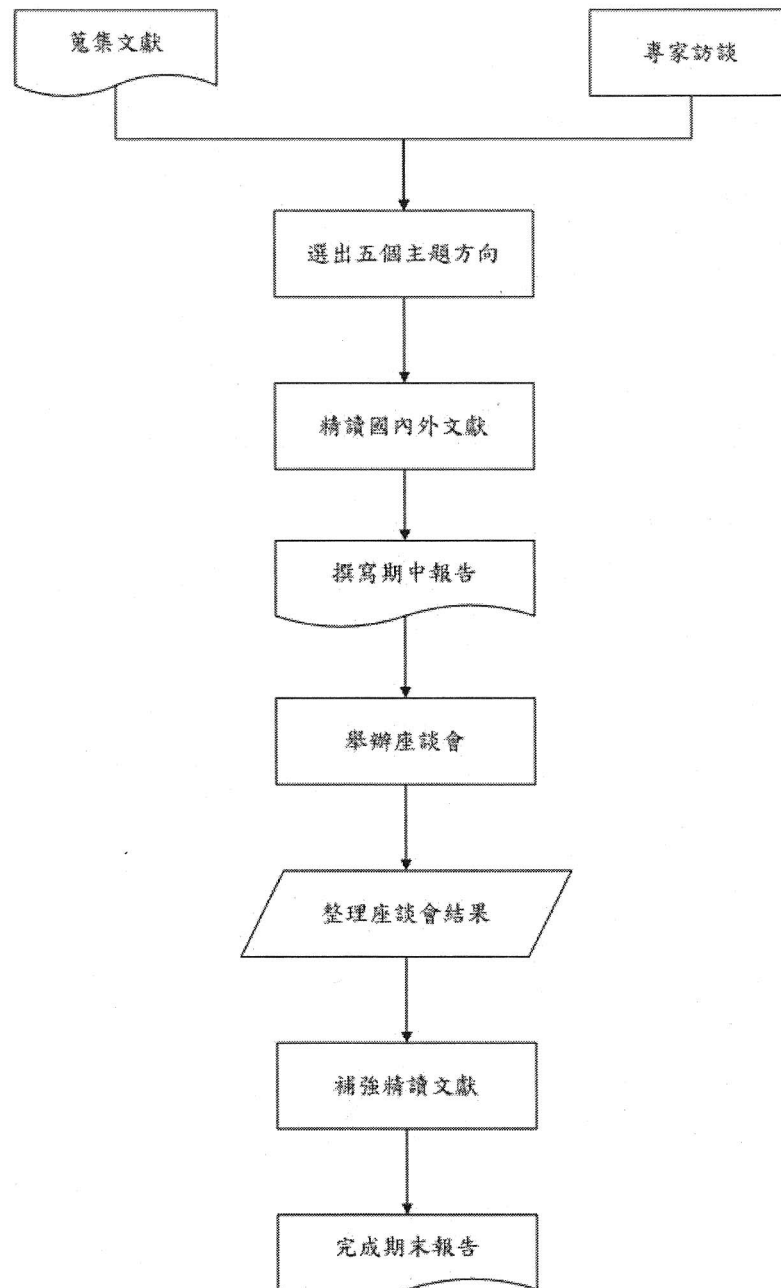 蒐集文獻
專家訪談
選出五個主題方向
精讀國內外文獻
撰寫期中報告
舉辦座談會
整理座談會結果
補強精讀文獻
完成期末報告